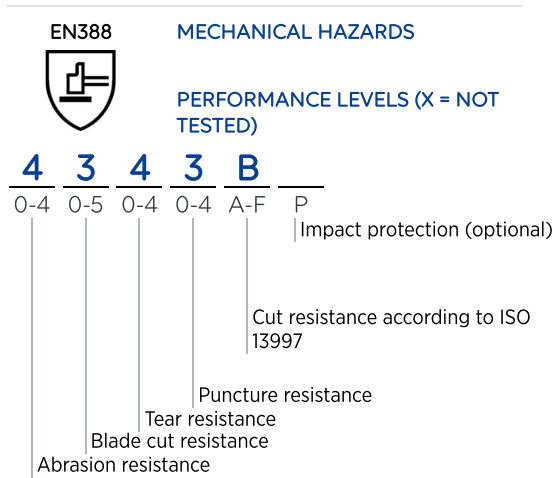 EN388
MECHANICAL HAZARDS
PERFORMANCE LEVELS (X = NOT
TESTED)
4 3 4 3 B
0-4 0-5 0-4 0-4 A-F P
Impact protection (optional)
Cut resistance according to ISO
13997
Puncture resistance
Tear resistance
Blade cut resistance
Abrasion resistance